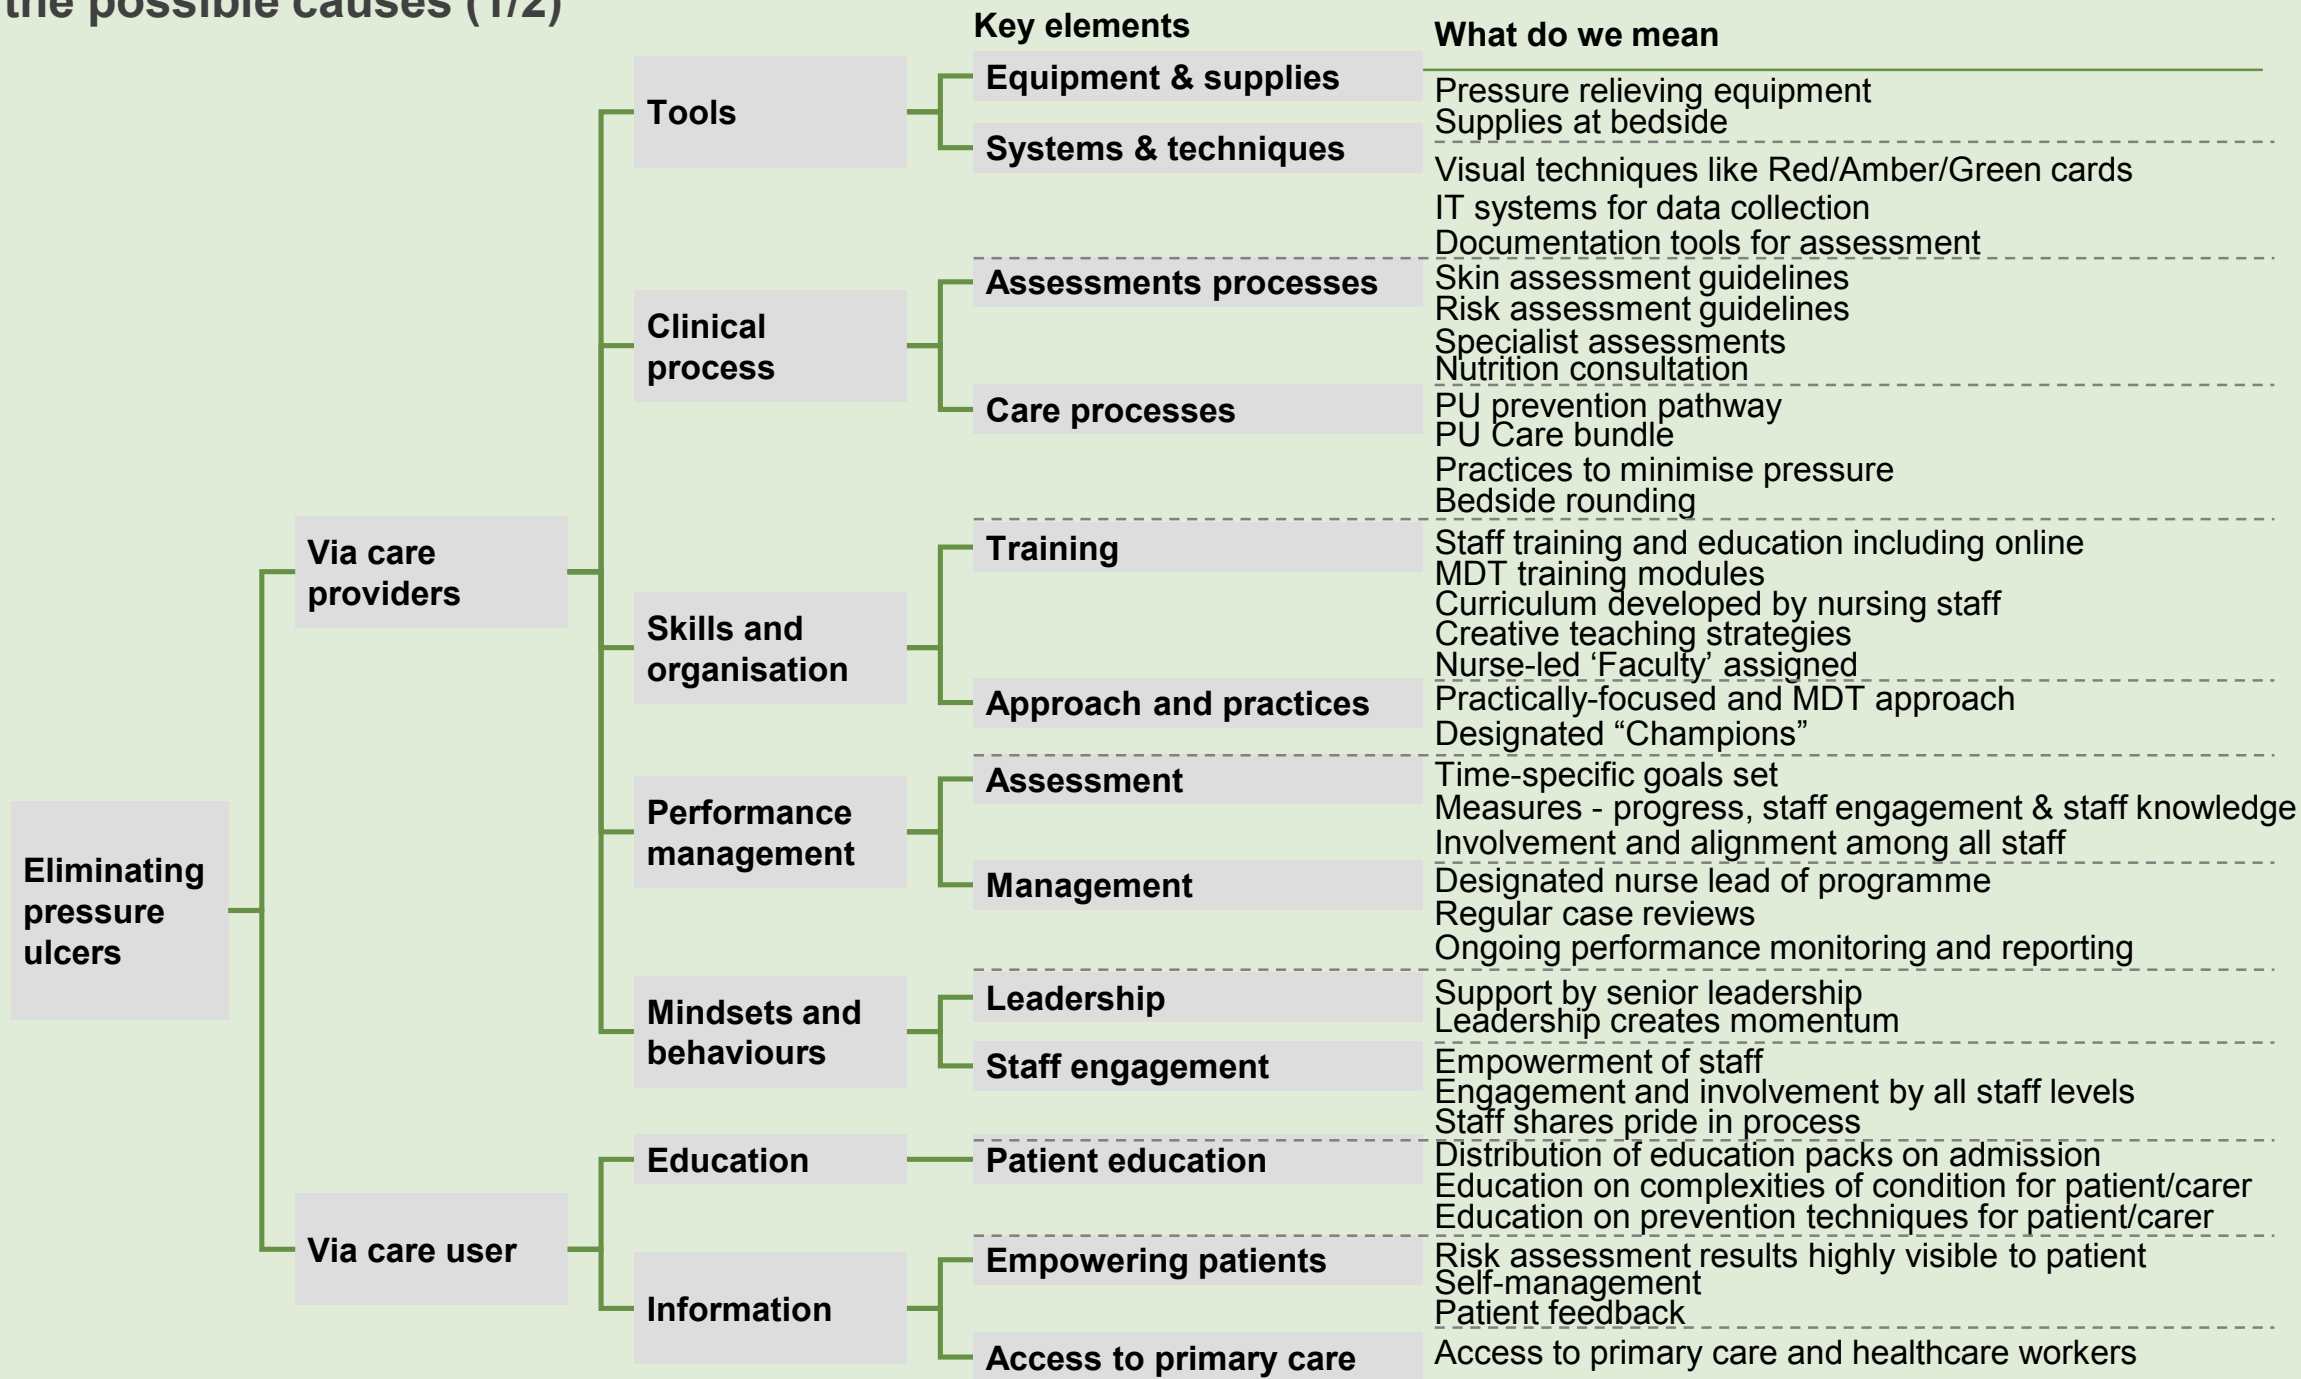 the possible causes (1/2)
Key elements
What do we mean
Eliminating
pressure
ulcers
Via care
providers
Tools
Equipment & supplies
Pressure relieving equipment
Supplies at bedside
Systems & techniques
Visual techniques like Red/Amber/Green cards
IT systems for data collection
Documentation tools for assessment
Clinical
process
Assessments processes
Skin assessment guidelines
Risk assessment guidelines
Specialist assessments
Nutrition consultation
Care processes
PU prevention pathway
PU Care bundle
Practices to minimise pressure
Bedside rounding
Skills and
organisation
Training
Staff training and education including online
MDT training modules
Curriculum developed by nursing staff
Creative teaching strategies
Nurse-led ‘Faculty’ assigned
Approach and practices
Practically-focused and MDT approach
Designated “Champions”
Performance
management
Assessment
Time-specific goals set
Measures - progress, staff engagement & staff knowledge
Involvement and alignment among all staff
Management
Designated nurse lead of programme
Regular case reviews
Ongoing performance monitoring and reporting
Mindsets and
behaviours
Leadership
Support by senior leadership
Leadership creates momentum
Staff engagement
Empowerment of staff
Engagement and involvement by all staff levels
Staff shares pride in process
Via care user
Education
Patient education
Distribution of education packs on admission
Education on complexities of condition for patient/carer
Education on prevention techniques for patient/carer
Information
Empowering patients
Risk assessment results highly visible to patient
Self-management
Patient feedback
Access to primary care
Access to primary care and healthcare workers